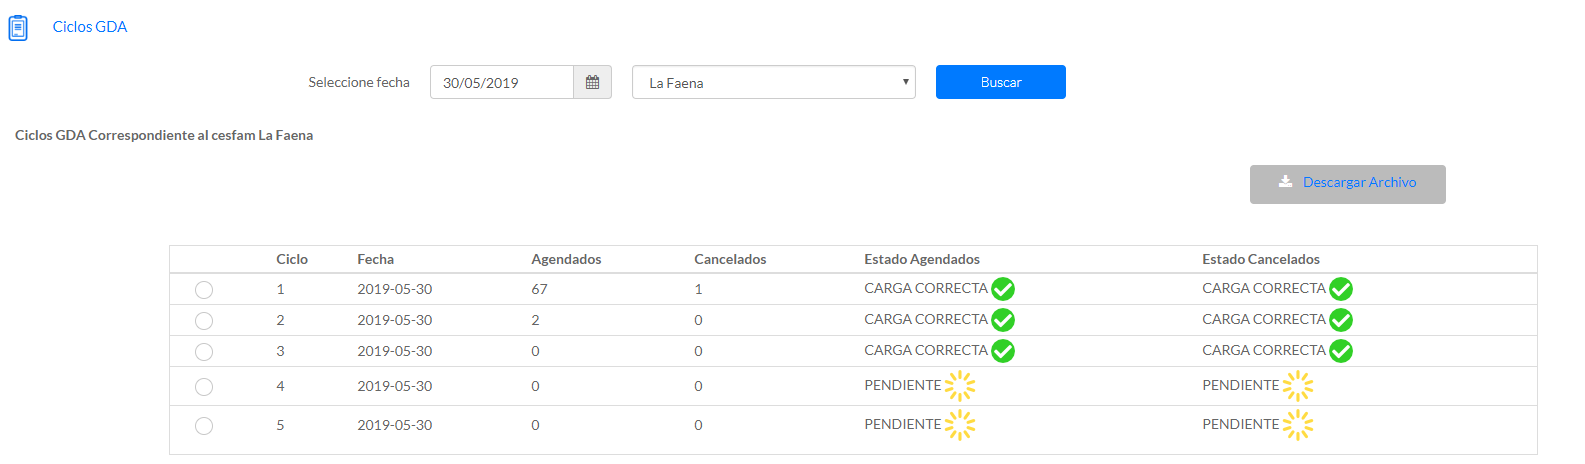 Ciclos GDA
Seleccione fecha 30/05/2019 La Faena Buscar
Ciclos GDA Correspondiente al cesfam La Faena
Descargar Archivo
Ciclo Fecha Agendados Cancelados Estado Agendados Estado Cancelados
1 2019-05-30 67 1 CARGA CORRECTA CARGA CORRECTA
2 2019-05-30 2 0 CARGA CORRECTA CARGA CORRECTA
3 2019-05-30 0 0 CARGA CORRECTA CARGA CORRECTA
4 2019-05-30 0 0 PENDIENTE PENDIENTE
5 2019-05-30 0 0 PENDIENTE PENDIENTE